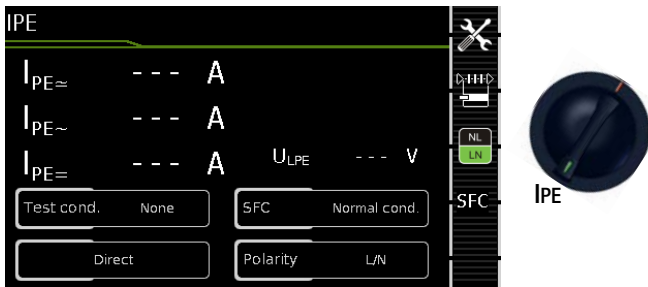 IPE
IPE≃ --- A
IPE~ --- A
IPE= --- A
ULPE --- V
NL
LN
Test cond. None
SFC Normal cond.
SFC
Direct
Polarity L/N
IPE